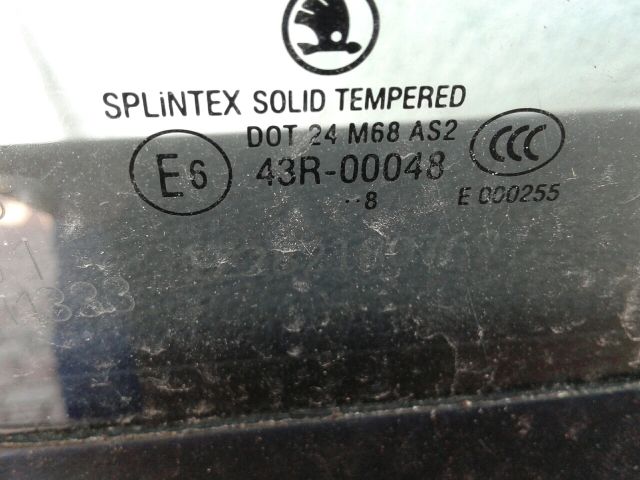 SPLiNTEX SOLID TEMPERED
DOT 24 M68 AS2
E6
43R-00048
CCC
··8
E 000255